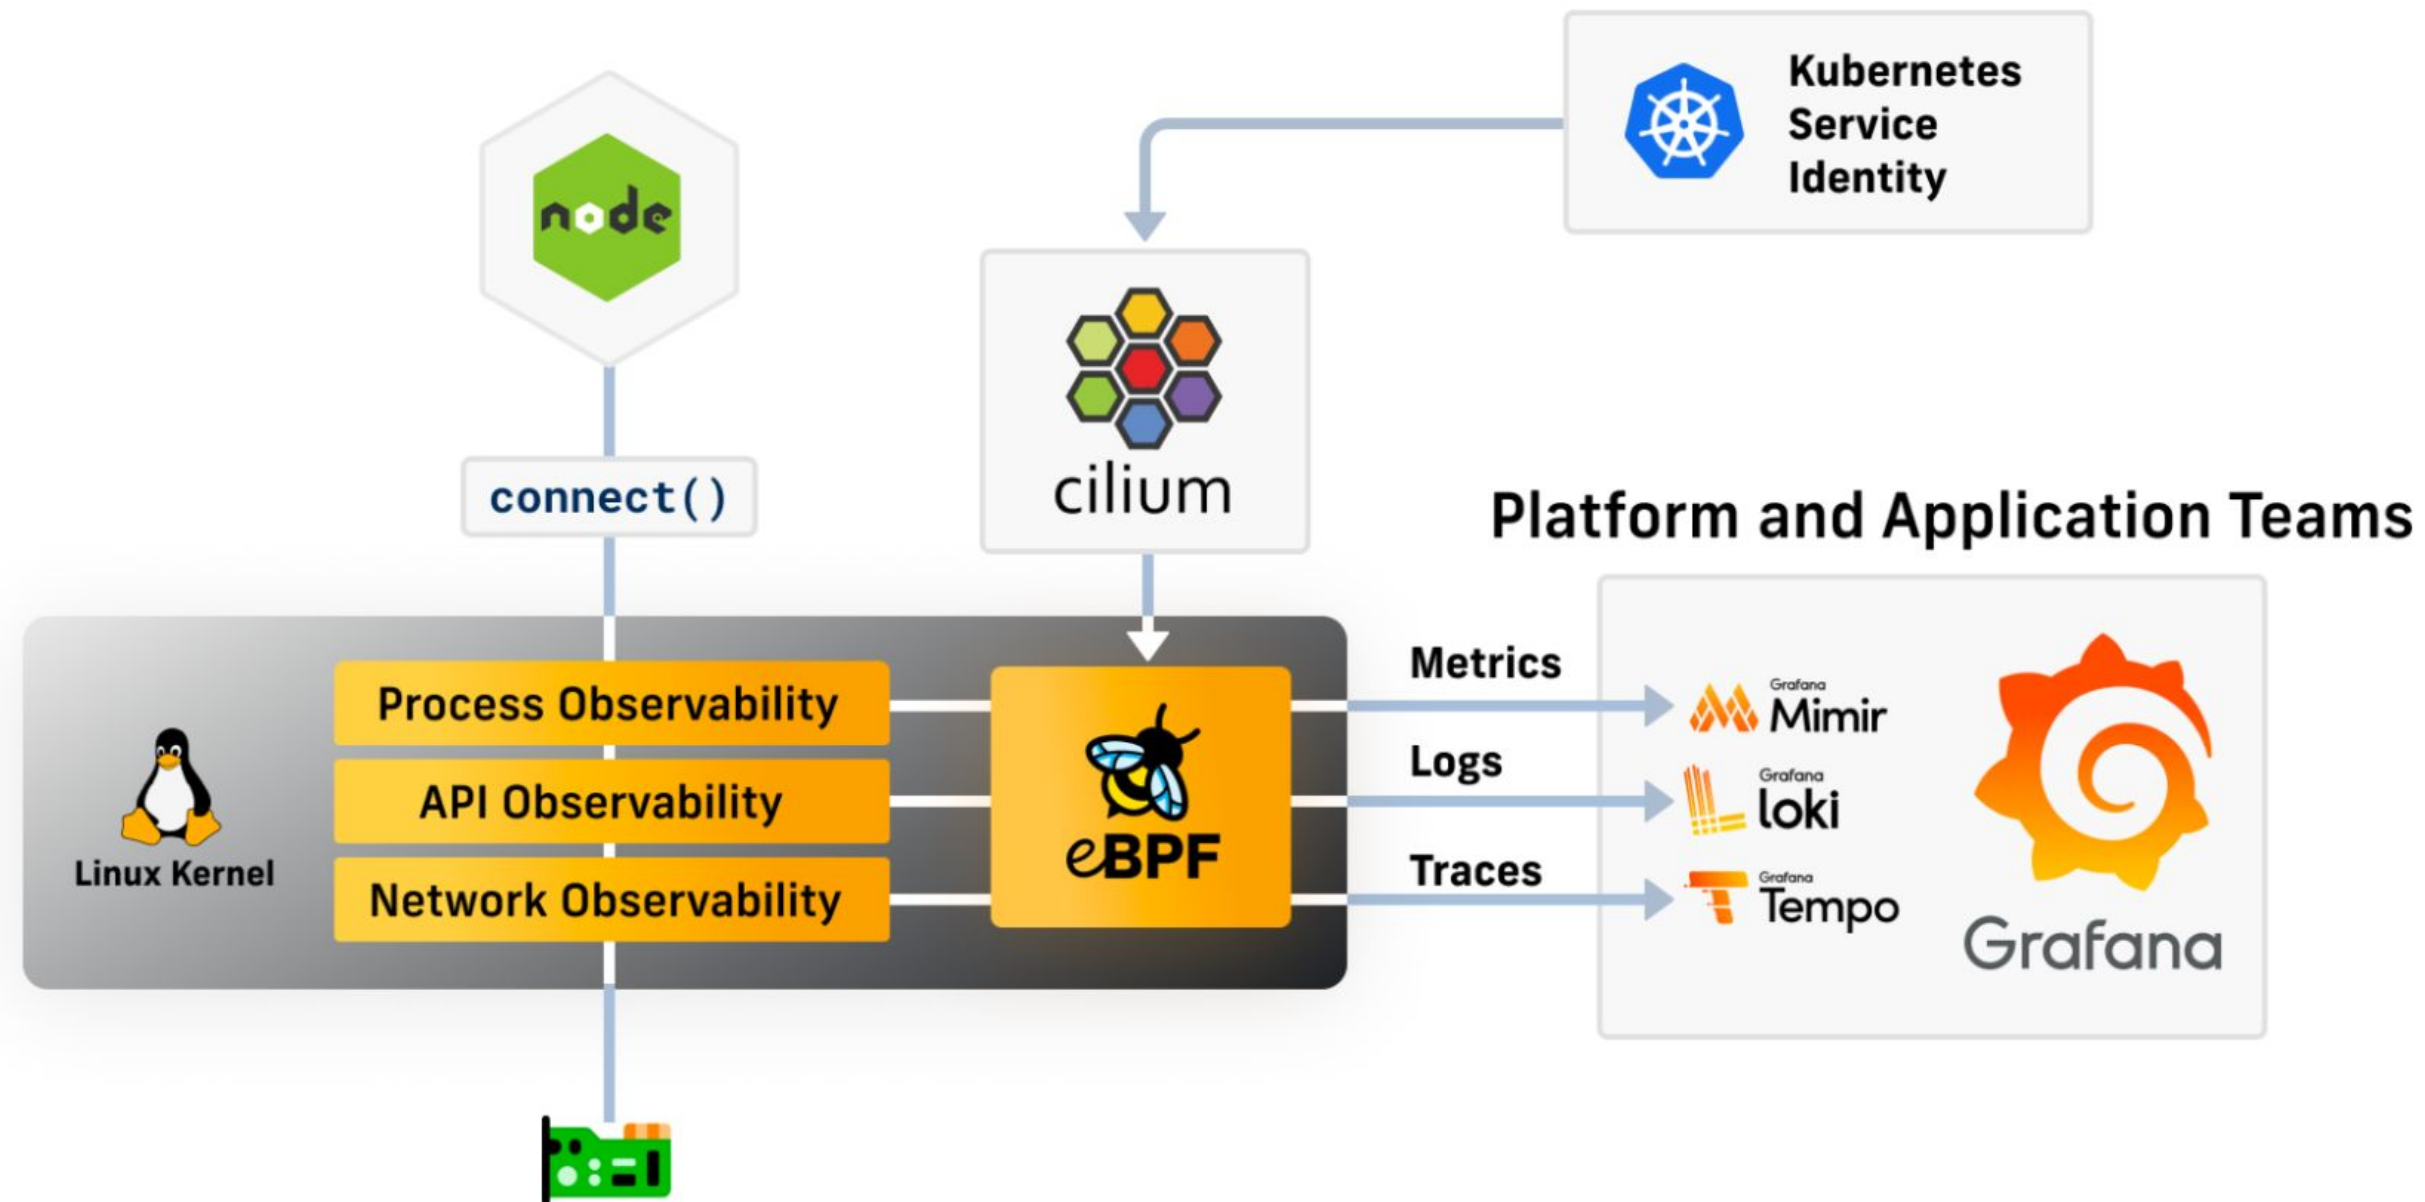 Kubernetes
Service
Identity
node
cilium
connect()
Platform and Application Teams
Process Observability
API Observability
Network Observability
Linux Kernel
eBPF
Metrics
Logs
Traces
Grafana
Mimir
Grafana
loki
Grafana
Tempo
Grafana